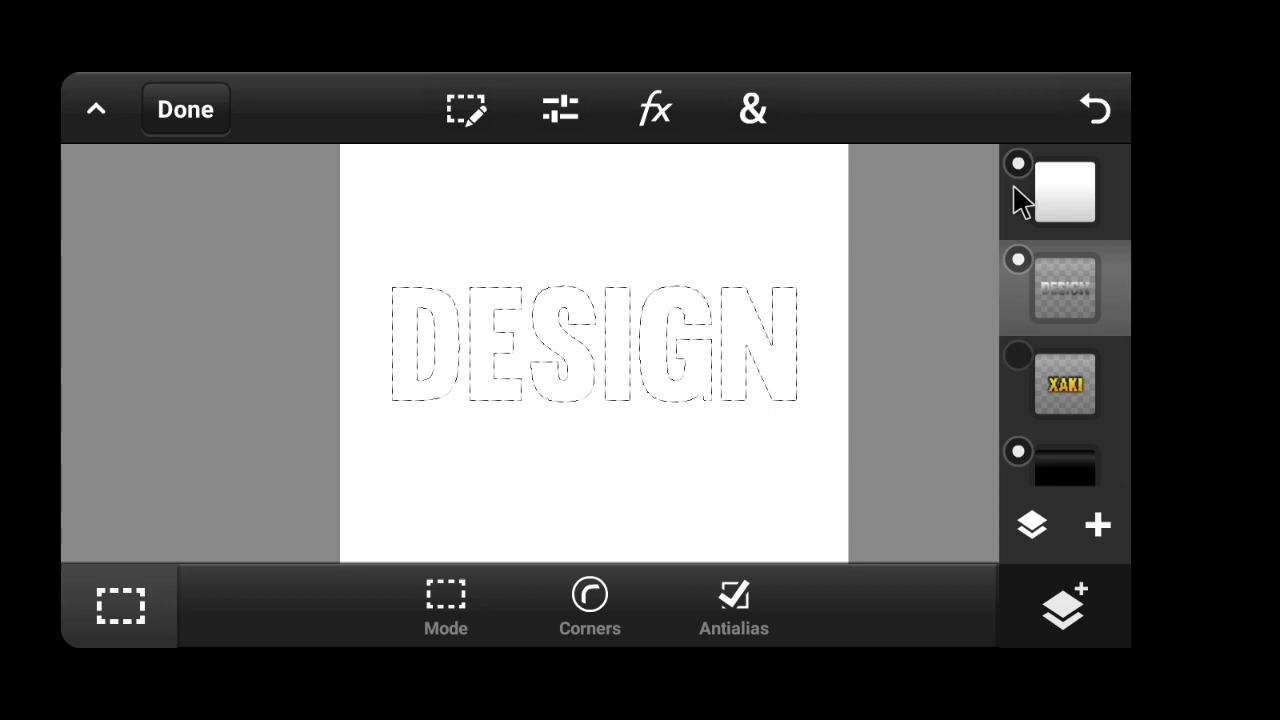 Done
fx
&
DESIGN
DESIGN
XAKI
Mode
Corners
Antialias